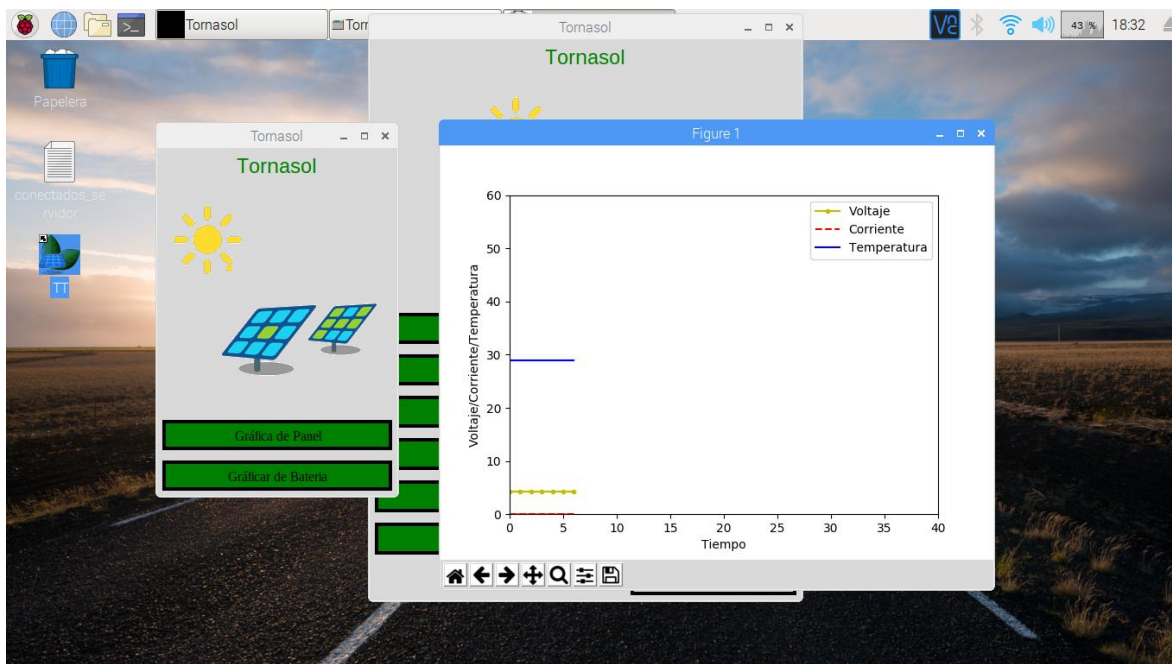 Tornasol
Torr
43 %
18:32
Papelera
conectados_se
rvidor
TT
Tornasol
Tornasol
Tornasol
Tornasol
Gráfica de Panel
Gráficar de Bateria
Figure 1
60
50
40
30
20
10
0
Voltaje/Corriente/Temperatura
Voltaje
Corriente
Temperatura
0 5 10 15 20 25 30 35 40
Tiempo